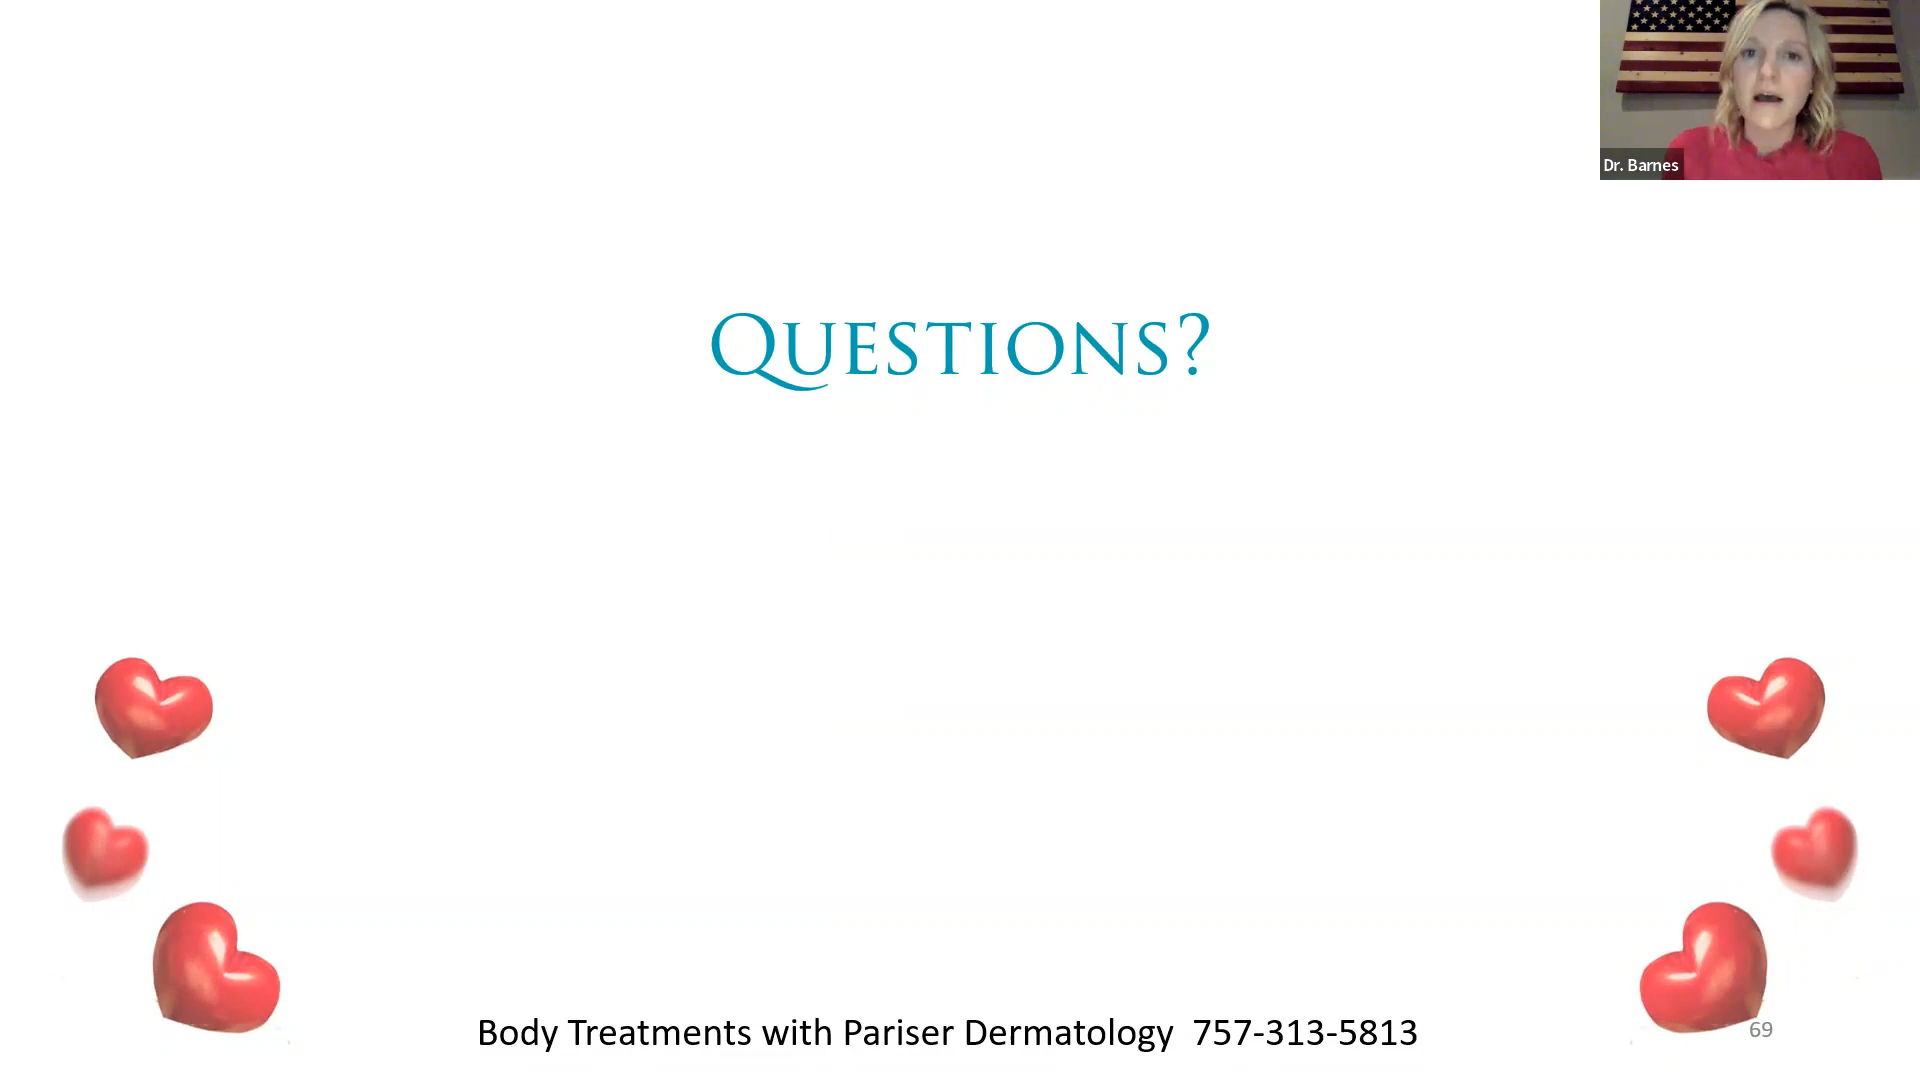 Dr. Barnes
Questions?
Body Treatments with Pariser Dermatology 757-313-5813
69